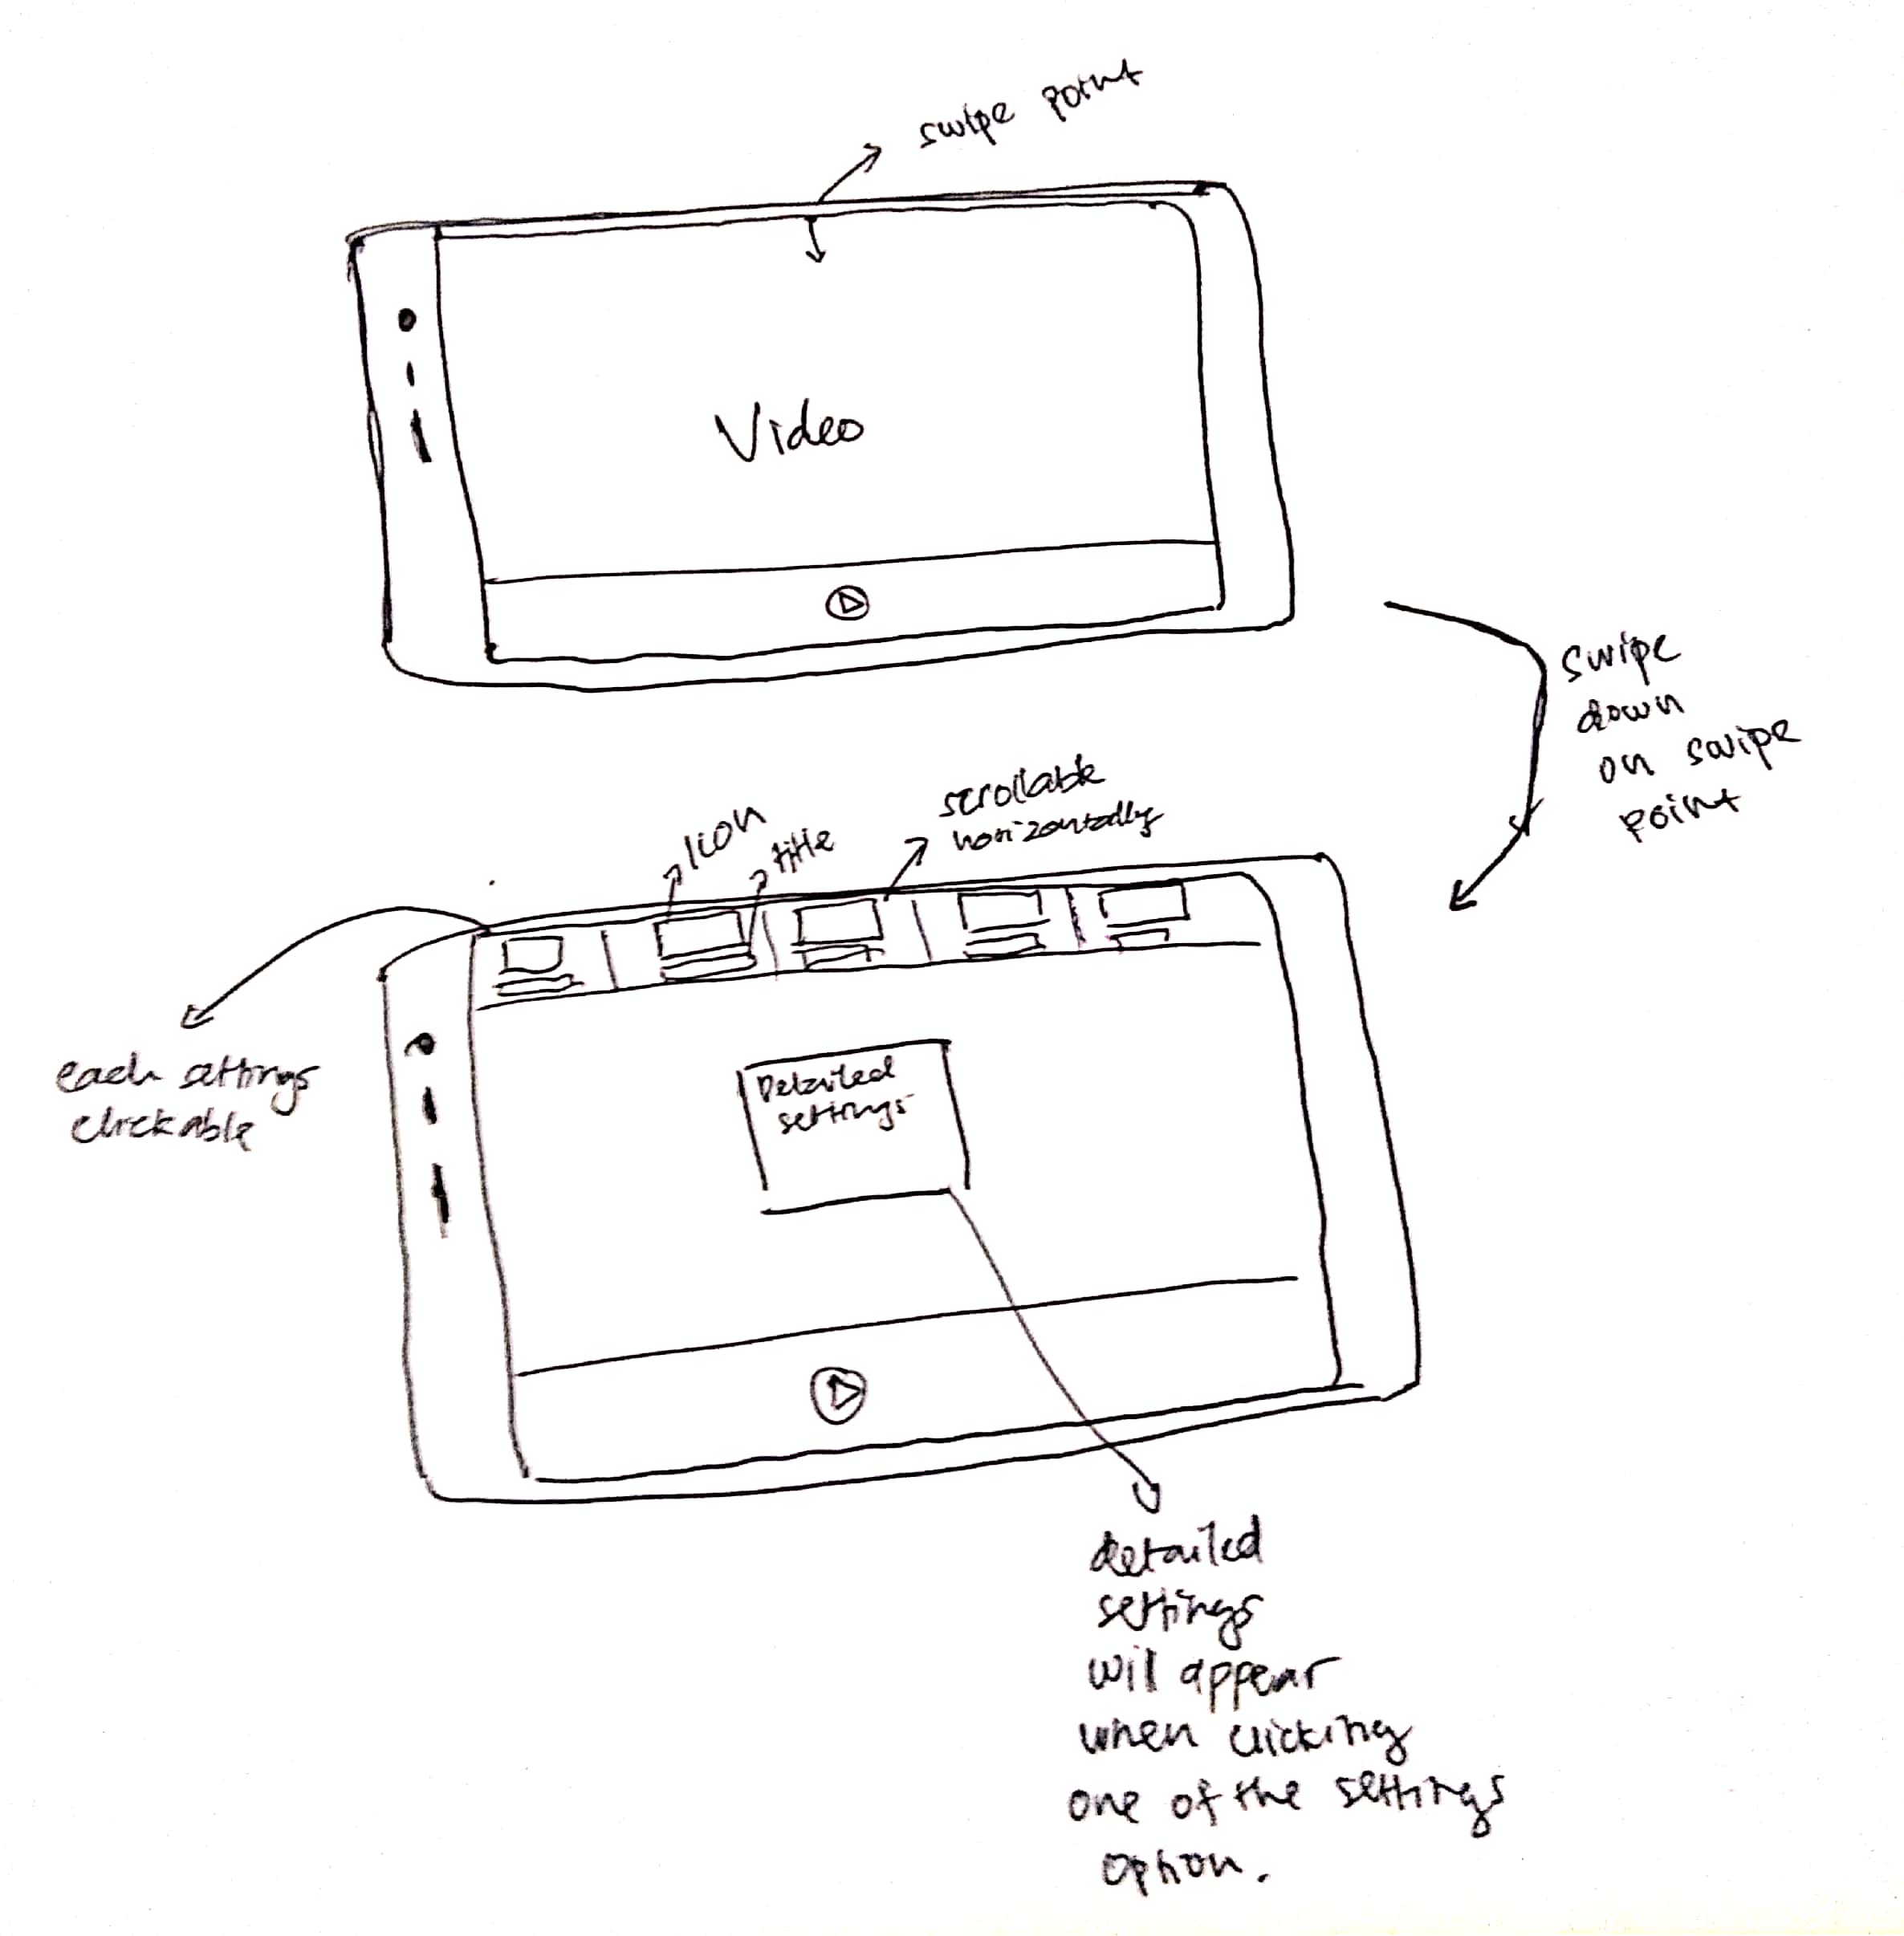 swipe point
Video
swipe
down
on swipe
point
Icon
title
scrollable
horizontally
each settings
clickable
Detailed
settings
detailed
settings
wil appear
when clicking
one of the settings
option.